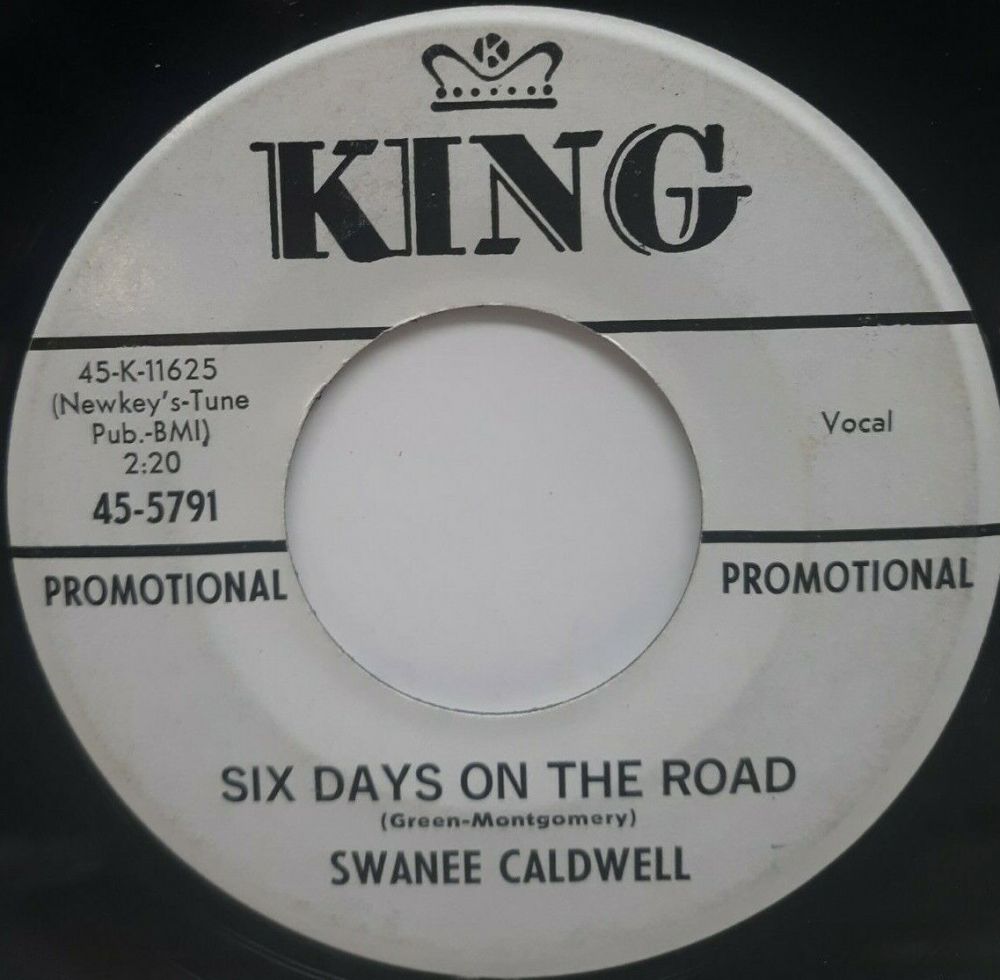 K
KING
45-K-11625
(Newkey's-Tune
Pub.-BMI)
2:20
45-5791
Vocal
PROMOTIONAL
PROMOTIONAL
SIX DAYS ON THE ROAD
(Green-Montgomery)
SWANEE CALDWELL